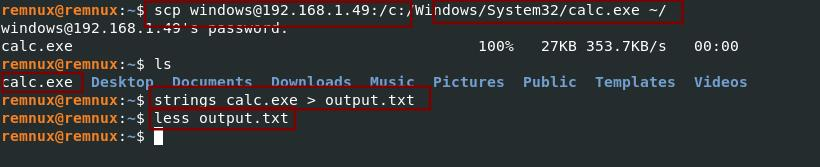 remnux@remnux:~$ scp windows@192.168.1.49:/c:/Windows/System32/calc.exe ~/
windows@192.168.1.49's password:
calc.exe 100% 27KB 353.7KB/s 00:00
remnux@remnux:~$ ls
calc.exe Desktop Documents Downloads Music Pictures Public Templates Videos
remnux@remnux:~$ strings calc.exe > output.txt
remnux@remnux:~$ less output.txt
remnux@remnux:~$